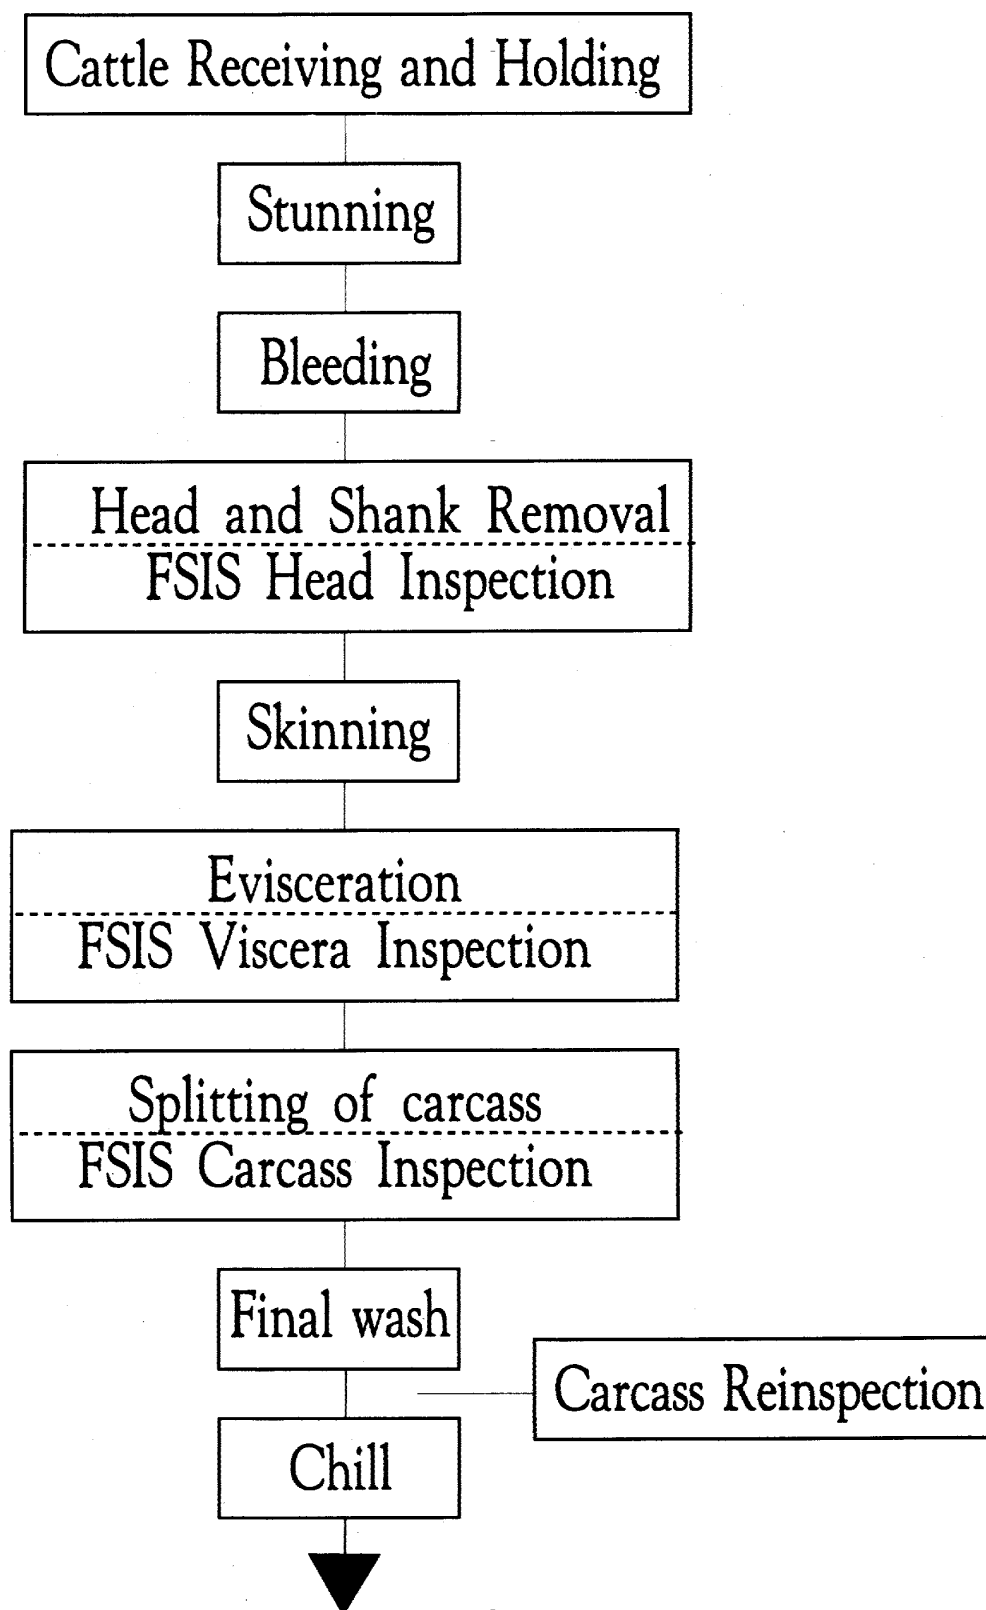 Cattle Receiving and Holding
Stunning
Bleeding
Head and Shank Removal
FSIS Head Inspection
Skinning
Evisceration
FSIS Viscera Inspection
Splitting of carcass
FSIS Carcass Inspection
Final wash
Carcass Reinspection
Chill